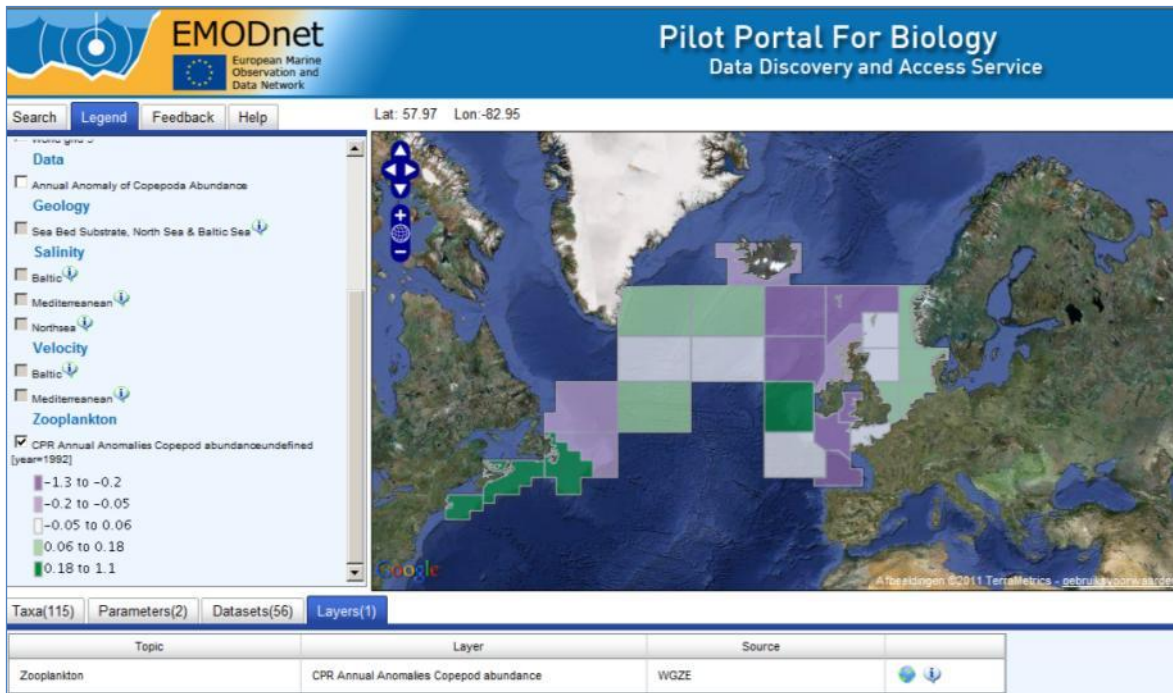 EMODnet
European Marine
Observation and
Data Network
Pilot Portal For Biology
Data Discovery and Access Service
Search Legend Feedback Help
Lat: 57.97 Lon:-82.95
Data
Annual Anomaly of Copepoda Abundance
Geology
Sea Bed Substrate, North Sea & Baltic Sea
Salinity
Baltic
Mediterreanean
Northsea
Velocity
Baltic
Mediterreanean
Zooplankton
CPR Annual Anomalies Copepod abundanceundefined
[year=1992]
-1.3 to -0.2
-0.2 to -0.05
-0.05 to 0.06
0.06 to 0.18
0.18 to 1.1
Google
Afbeeldingen ©2011 TerraMetrics - gebruiksvoorwaarden
Taxa(115) Parameters(2) Datasets(56) Layers(1)
Topic Layer Source
Zooplankton CPR Annual Anomalies Copepod abundance WGZE